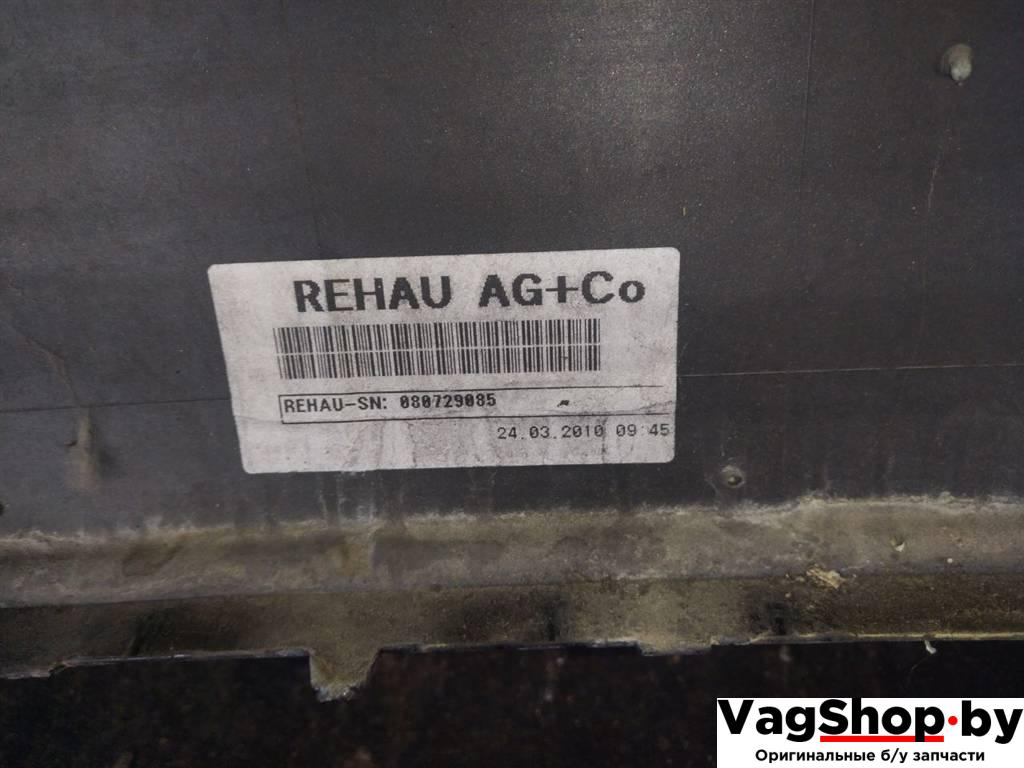 REHAU AG+Co
REHAU-SN: 080729085
24.03.2010 09:45
VagShop.by
Оригинальные б/у запчасти